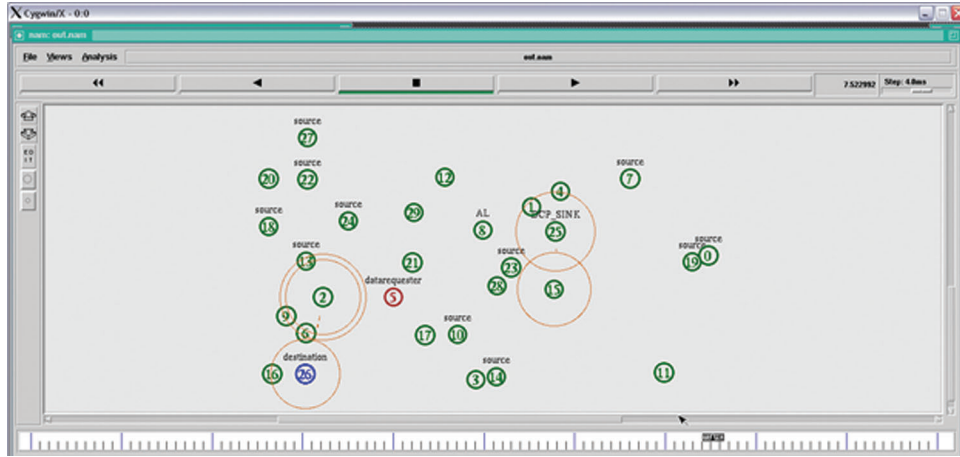 Cygwin/X - 0:0
nam: out.nam
File Views Analysis out.nam
7.522992 Step: 4.0ms
source
27
source
20 22 12
source
7
4
source
18 24 29 1
AL
8
25
source
13
21
source
23
source
19
source
0
datarequester
2 5 28 15
9 6
17
source
10
destination
16 26
source
3 14 11